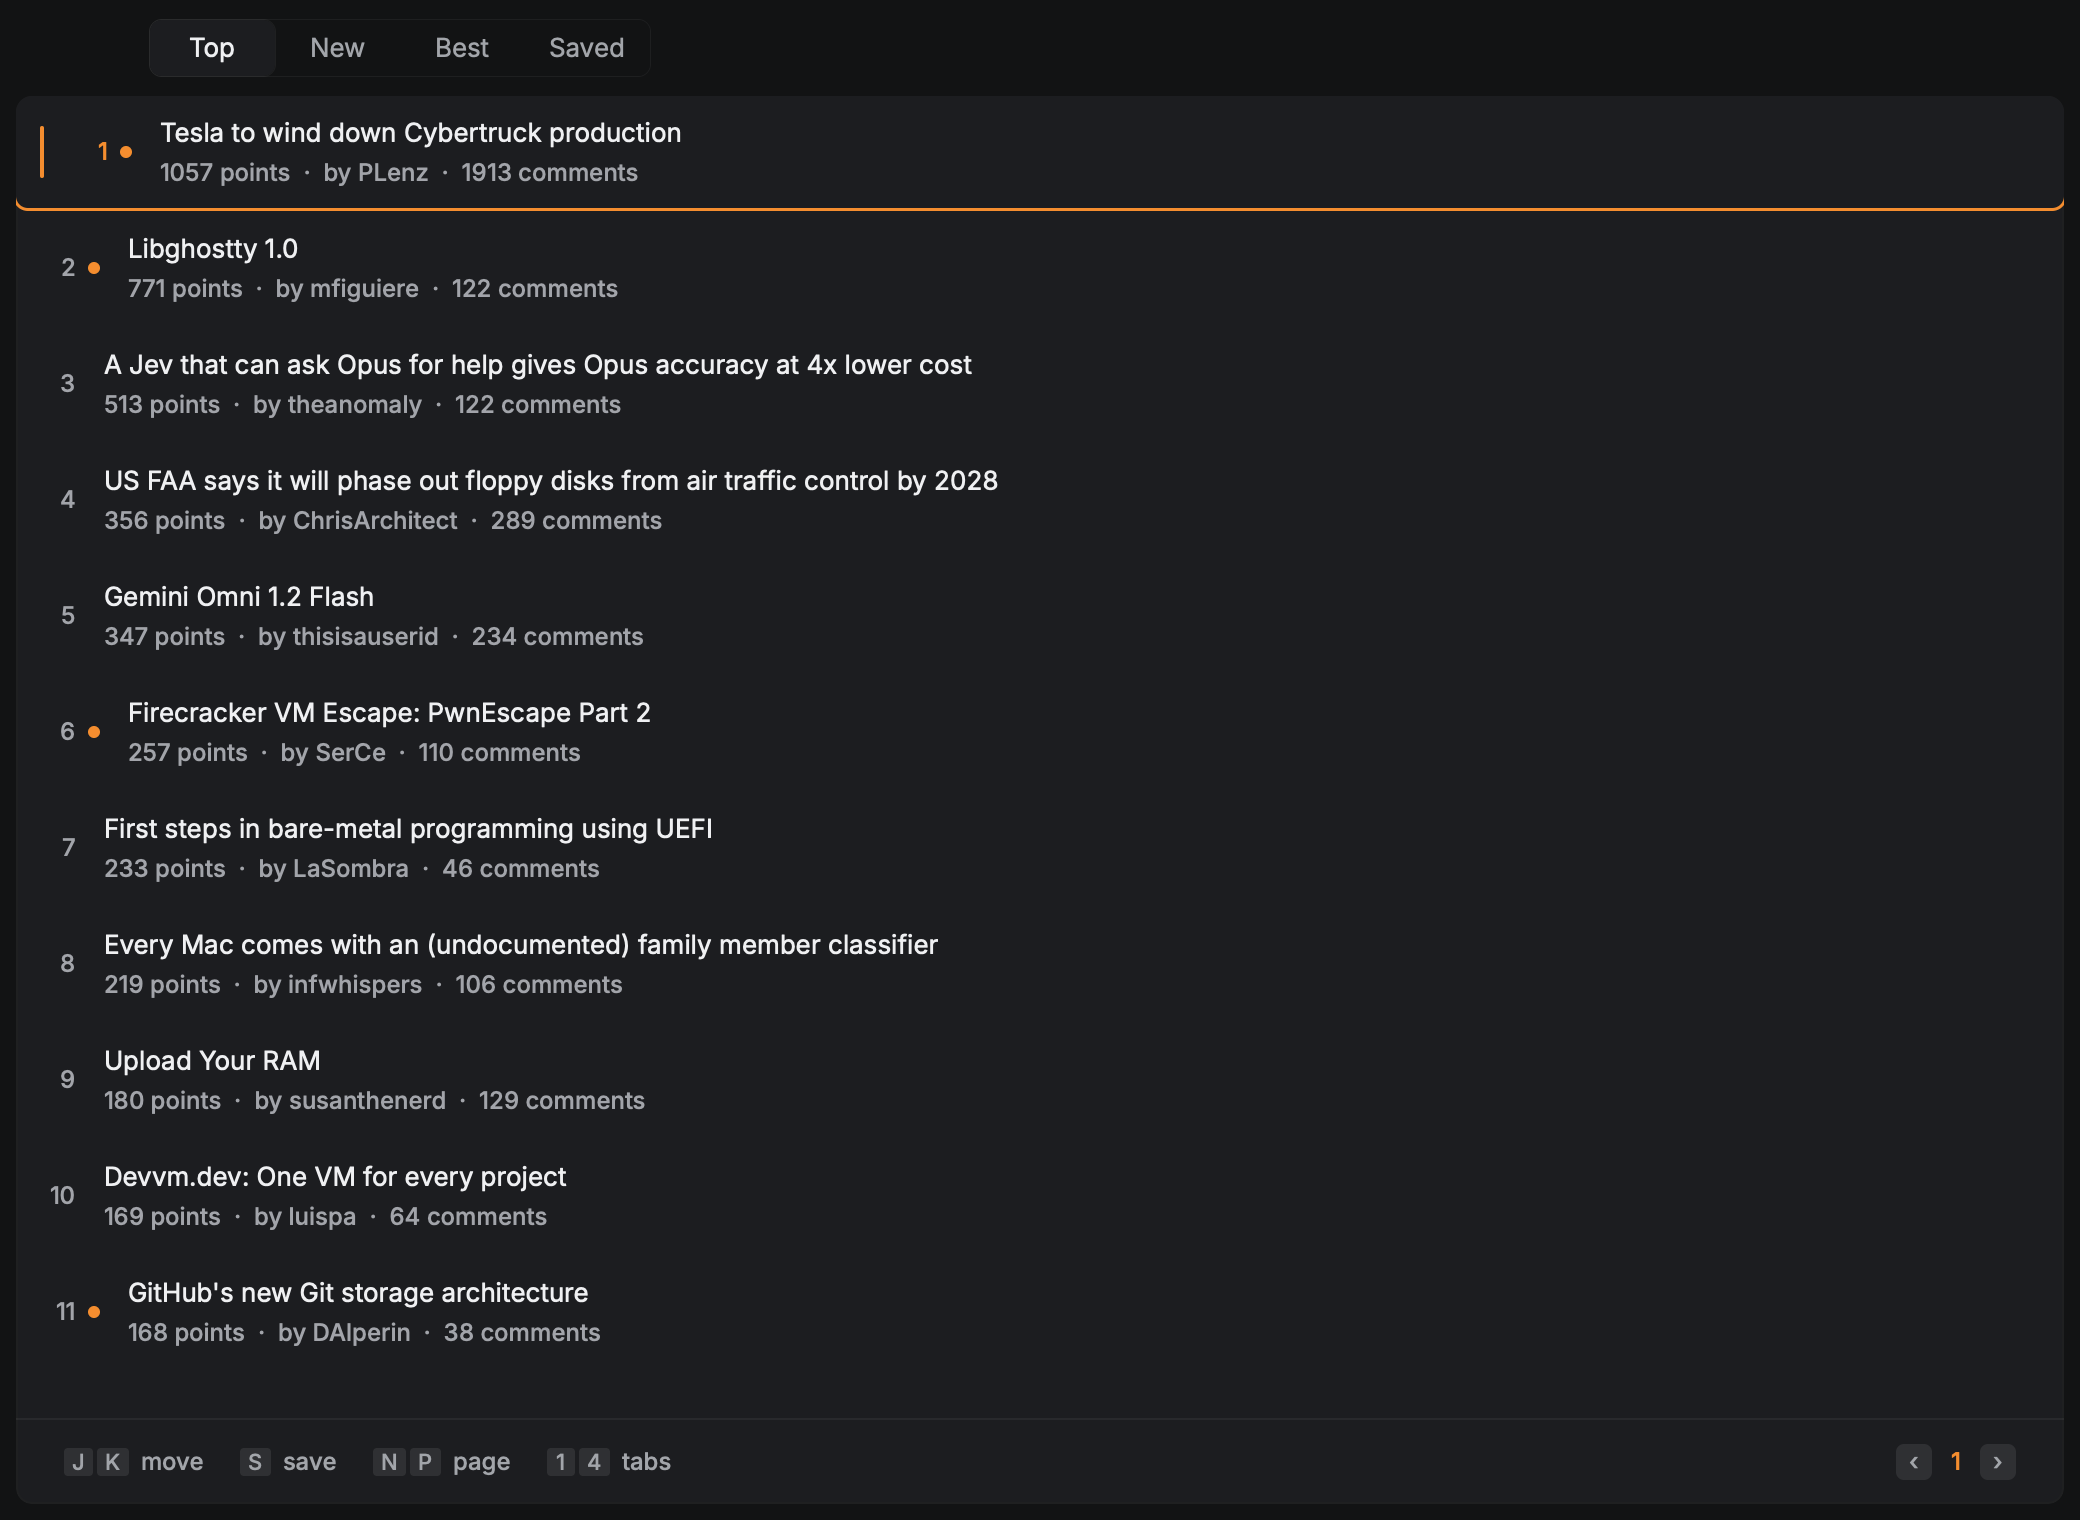 Top New Best Saved
1 Tesla to wind down Cybertruck production
1057 points · by PLenz · 1913 comments
2 Libghostty 1.0
771 points · by mfiguiere · 122 comments
3 A Jev that can ask Opus for help gives Opus accuracy at 4x lower cost
513 points · by theanomaly · 122 comments
4 US FAA says it will phase out floppy disks from air traffic control by 2028
356 points · by ChrisArchitect · 289 comments
5 Gemini Omni 1.2 Flash
347 points · by thisisauserid · 234 comments
6 Firecracker VM Escape: PwnEscape Part 2
257 points · by SerCe · 110 comments
7 First steps in bare-metal programming using UEFI
233 points · by LaSombra · 46 comments
8 Every Mac comes with an (undocumented) family member classifier
219 points · by infwhispers · 106 comments
9 Upload Your RAM
180 points · by susanthenerd · 129 comments
10 Devvm.dev: One VM for every project
169 points · by luispa · 64 comments
11 GitHub's new Git storage architecture
168 points · by DAlperin · 38 comments
J K move S save N P page 1 4 tabs ‹ 1 ›